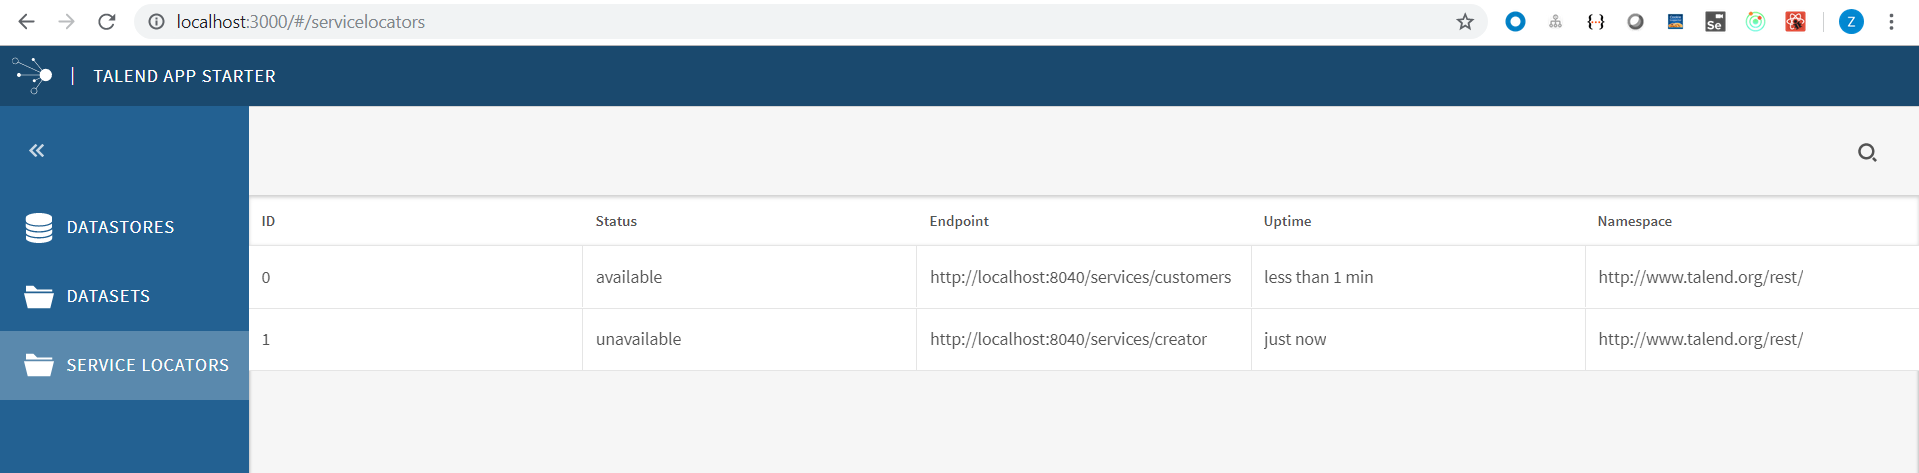 localhost:3000/#/servicelocators
Se
Z
| TALEND APP STARTER
DATASTORES
DATASETS
SERVICE LOCATORS
ID Status Endpoint Uptime Namespace
0 available http://localhost:8040/services/customers less than 1 min http://www.talend.org/rest/
1 unavailable http://localhost:8040/services/creator just now http://www.talend.org/rest/